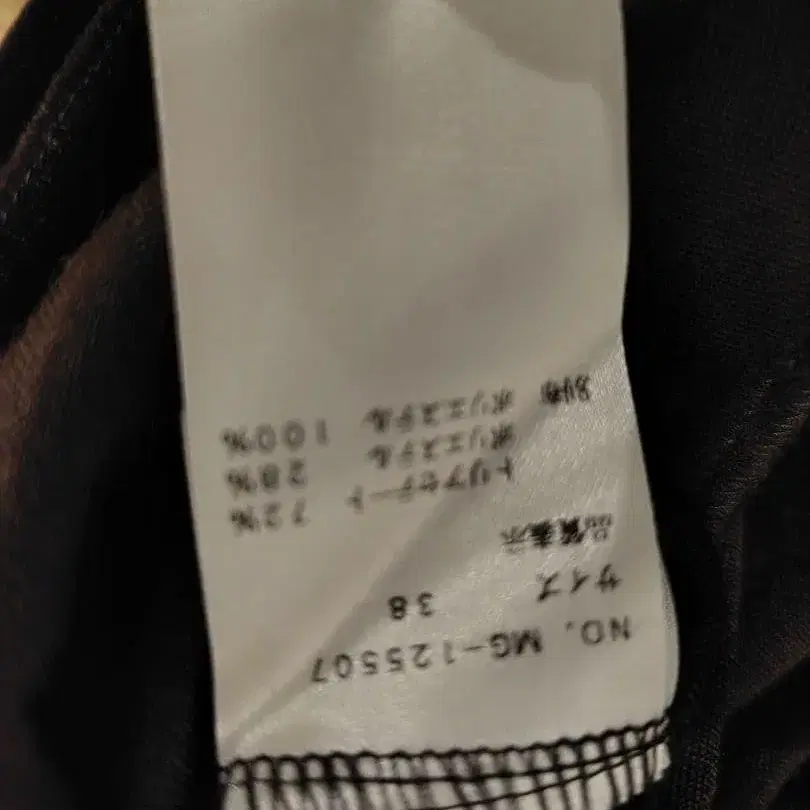 NO. MG-125507
サイズ 38
品質表示
トリアセテート 72%
ポリエステル 28%
別布 ポリエステル 100%